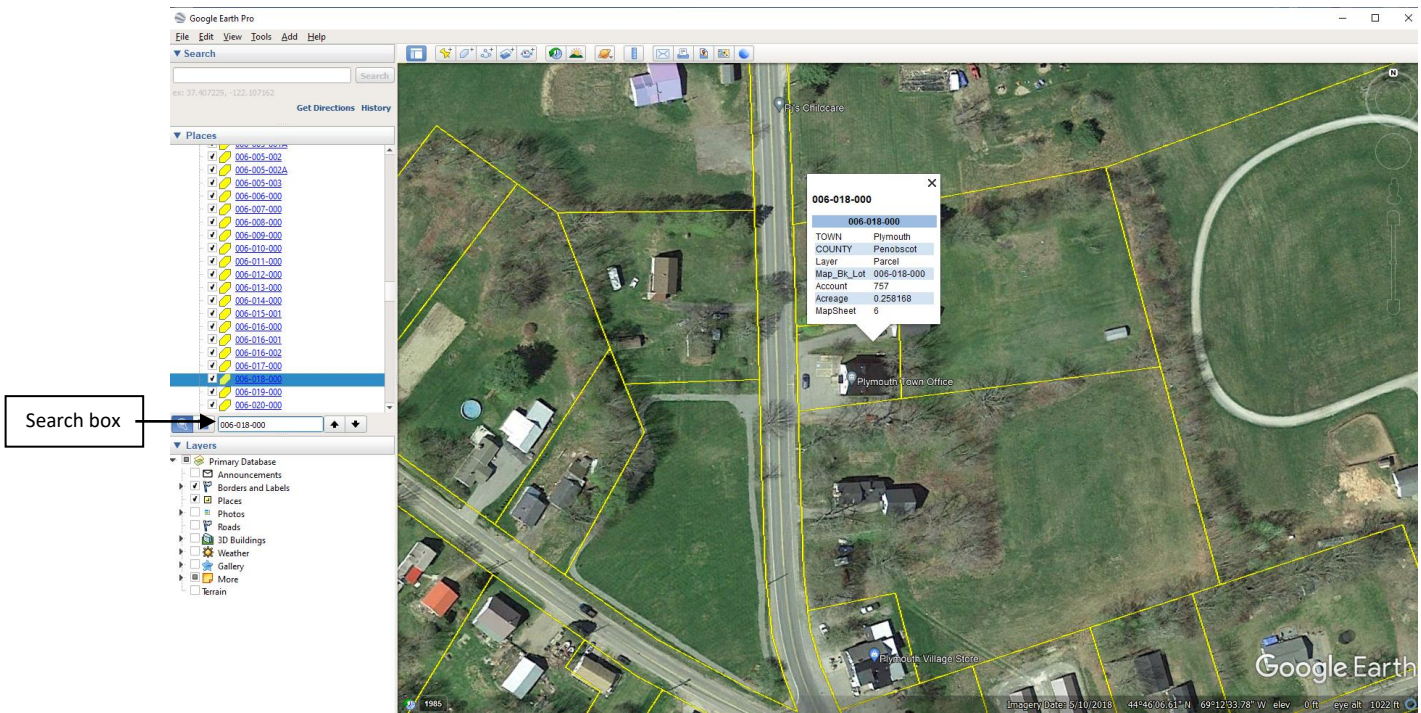 Google Earth Pro
File Edit View Tools Add Help
Search
Search
ex: 37.407229, -122.107162
Get Directions History
Places
006-005-002
006-005-002A
006-005-003
006-006-000
006-007-000
006-008-000
006-009-000
006-010-000
006-011-000
006-012-000
006-013-000
006-014-000
006-015-001
006-016-000
006-016-001
006-016-002
006-017-000
006-018-000
006-019-000
006-020-000
Search box
006-018-000
Layers
Primary Database
Announcements
Borders and Labels
Places
Photos
Roads
3D Buildings
Weather
Gallery
More
Terrain
PJ's Childcare
N
006-018-000
006-018-000
TOWN Plymouth
COUNTY Penobscot
Layer Parcel
Map_Bk_Lot 006-018-000
Account 757
Acreage 0.258168
MapSheet 6
Plymouth Town Office
Plymouth Village Store
Google Earth
1985
Imagery Date: 5/10/2018 44°46'06.61" N 69°12'33.78" W elev 0 ft eye alt 1022 ft